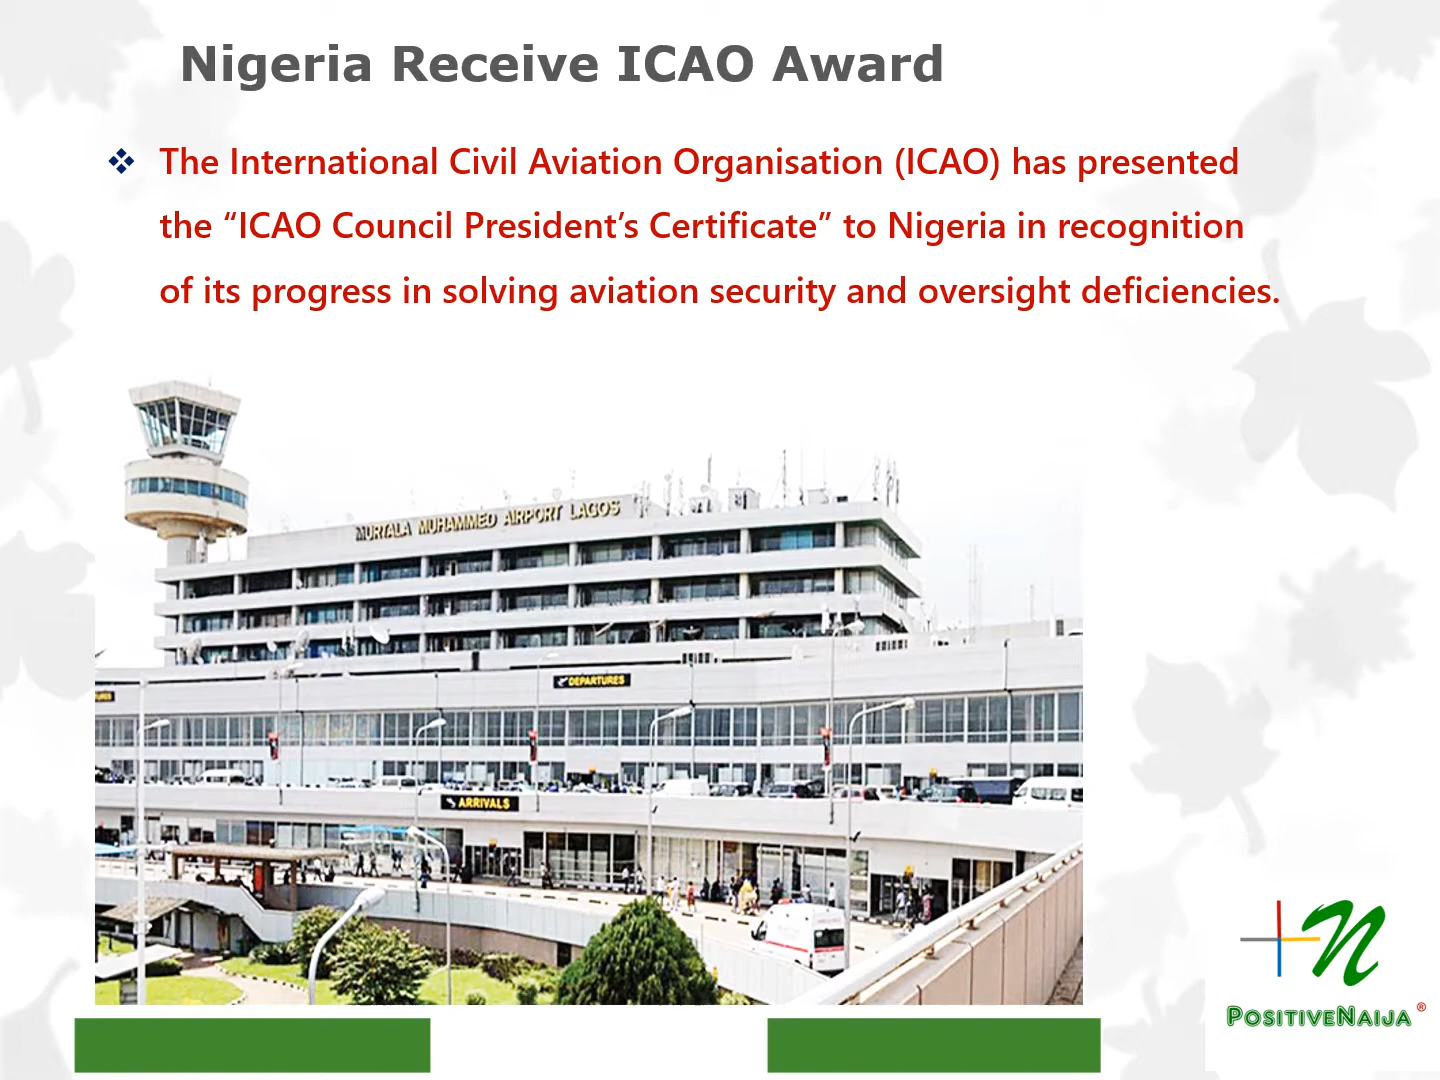 Nigeria Receive ICAO Award
❖ The International Civil Aviation Organisation (ICAO) has presented
the “ICAO Council President’s Certificate” to Nigeria in recognition
of its progress in solving aviation security and oversight deficiencies.
MURTALA MUHAMMED AIRPORT LAGOS
DEPARTURES
URES
ARRIVALS
N
POSITIVENAIJA®